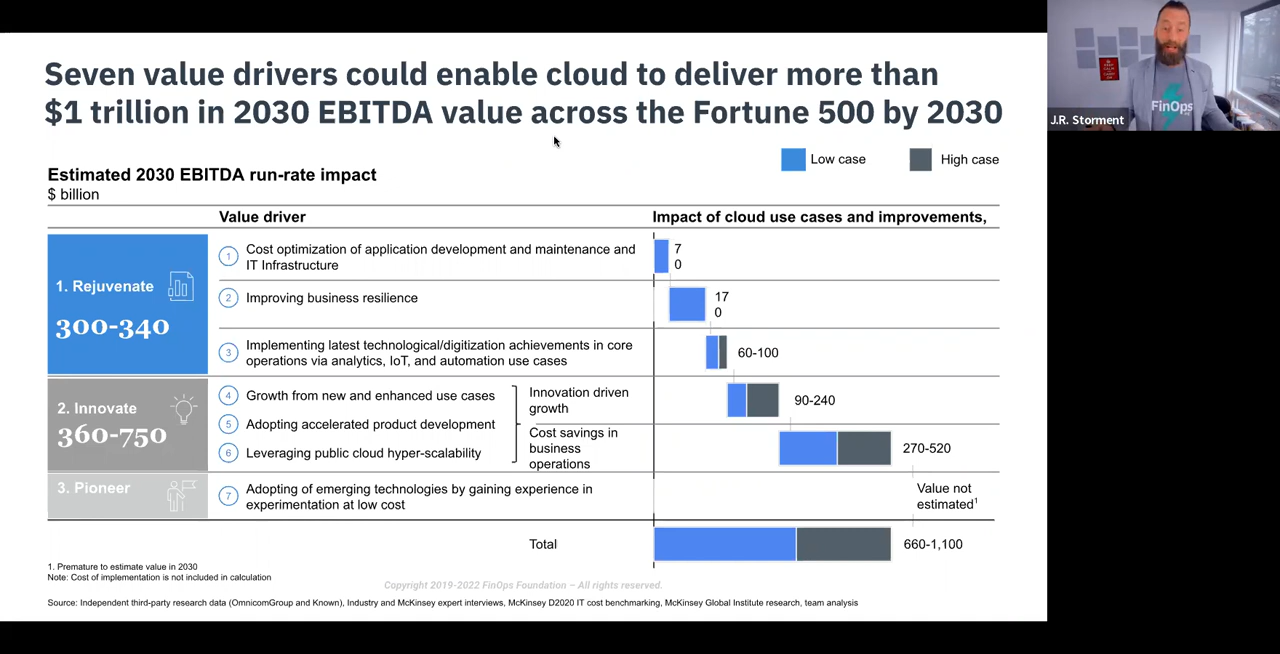 Seven value drivers could enable cloud to deliver more than
$1 trillion in 2030 EBITDA value across the Fortune 500 by 2030
FinOps
J.R. Storment
Low case
High case
Estimated 2030 EBITDA run-rate impact
$ billion
Value driver
Impact of cloud use cases and improvements,
1. Rejuvenate
300-340
1
Cost optimization of application development and maintenance and
IT Infrastructure
7
0
2
Improving business resilience
17
0
3
Implementing latest technological/digitization achievements in core
operations via analytics, IoT, and automation use cases
60-100
2. Innovate
360-750
4
Growth from new and enhanced use cases
5
Adopting accelerated product development
6
Leveraging public cloud hyper-scalability
Innovation driven
growth
90-240
Cost savings in
business
operations
270-520
3. Pioneer
7
Adopting of emerging technologies by gaining experience in
experimentation at low cost
Value not
estimated¹
Total
660-1,100
1. Premature to estimate value in 2030
Note: Cost of implementation is not included in calculation
Copyright 2019-2022 FinOps Foundation – All rights reserved.
Source: Independent third-party research data (OmnicomGroup and Known), Industry and McKinsey expert interviews, McKinsey D2020 IT cost benchmarking, McKinsey Global Institute research, team analysis